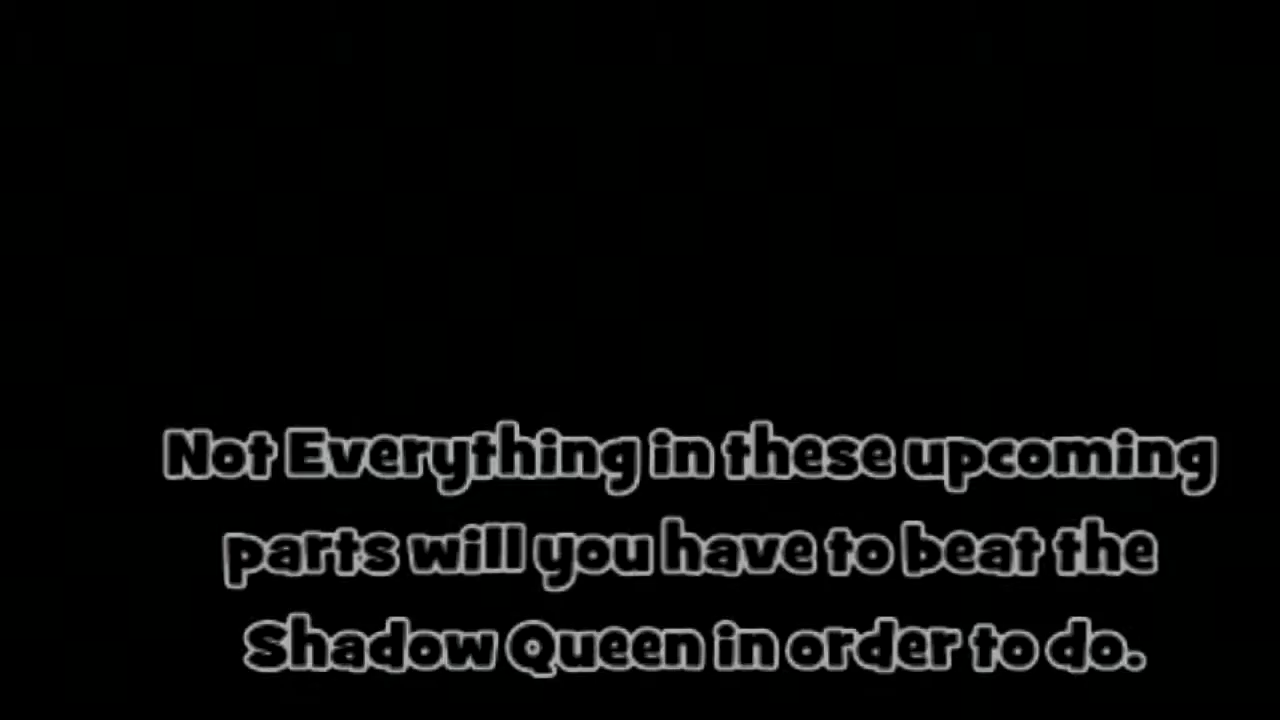 Not Everything in these upcoming
parts will you have to beat the
Shadow Queen in order to do.